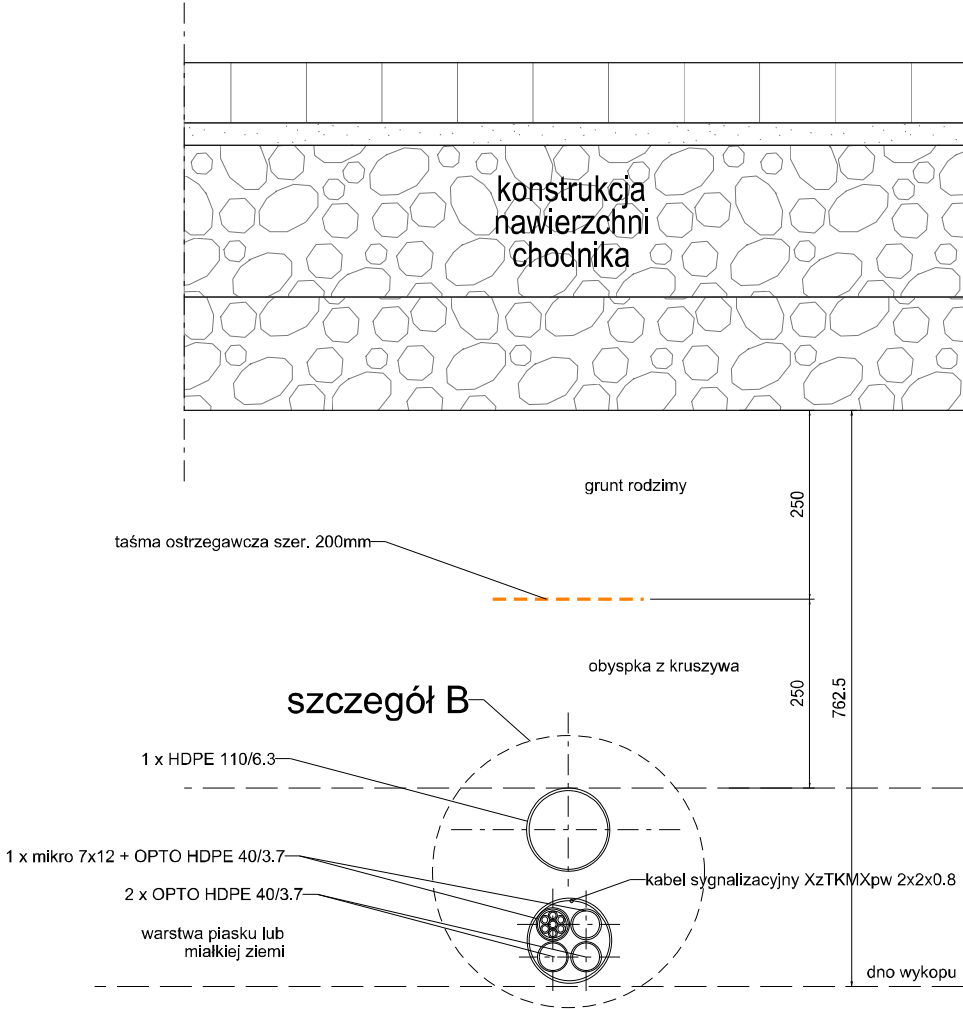 konstrukcja
nawierzchni
chodnika
grunt rodzimy
250
taśma ostrzegawcza szer. 200mm
obyspka z kruszywa
250
762.5
szczegół B
1 x HDPE 110/6.3
1 x mikro 7x12 + OPTO HDPE 40/3.7
kabel sygnalizacyjny XzTKMXpw 2x2x0.8
2 x OPTO HDPE 40/3.7
warstwa piasku lub
miałkiej ziemi
dno wykopu